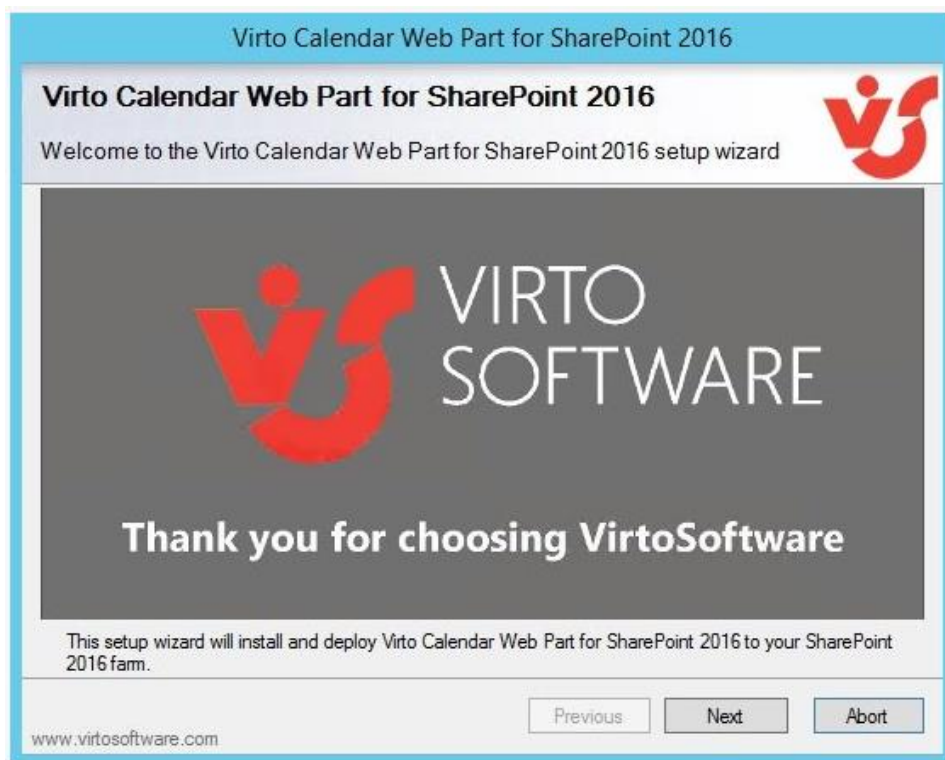 Virto Calendar Web Part for SharePoint 2016
Virto Calendar Web Part for SharePoint 2016
Welcome to the Virto Calendar Web Part for SharePoint 2016 setup wizard
VIRTO
SOFTWARE
Thank you for choosing VirtoSoftware
This setup wizard will install and deploy Virto Calendar Web Part for SharePoint 2016 to your SharePoint
2016 farm.
Previous Next Abort
www.virtosoftware.com